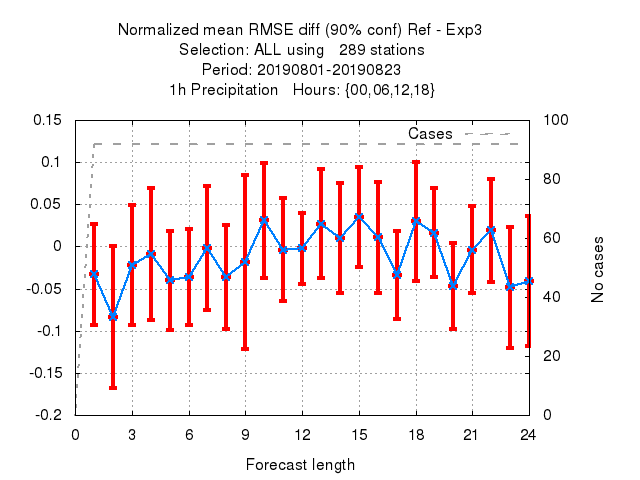 Normalized mean RMSE diff (90% conf) Ref - Exp3
Selection: ALL using   289 stations
Period: 20190801-20190823
1h Precipitation   Hours: {00,06,12,18}
Cases
0.15
0.1
0.05
0
-0.05
-0.1
-0.15
-0.2
100
80
60
40
20
0
No cases
0 3 6 9 12 15 18 21 24
Forecast length